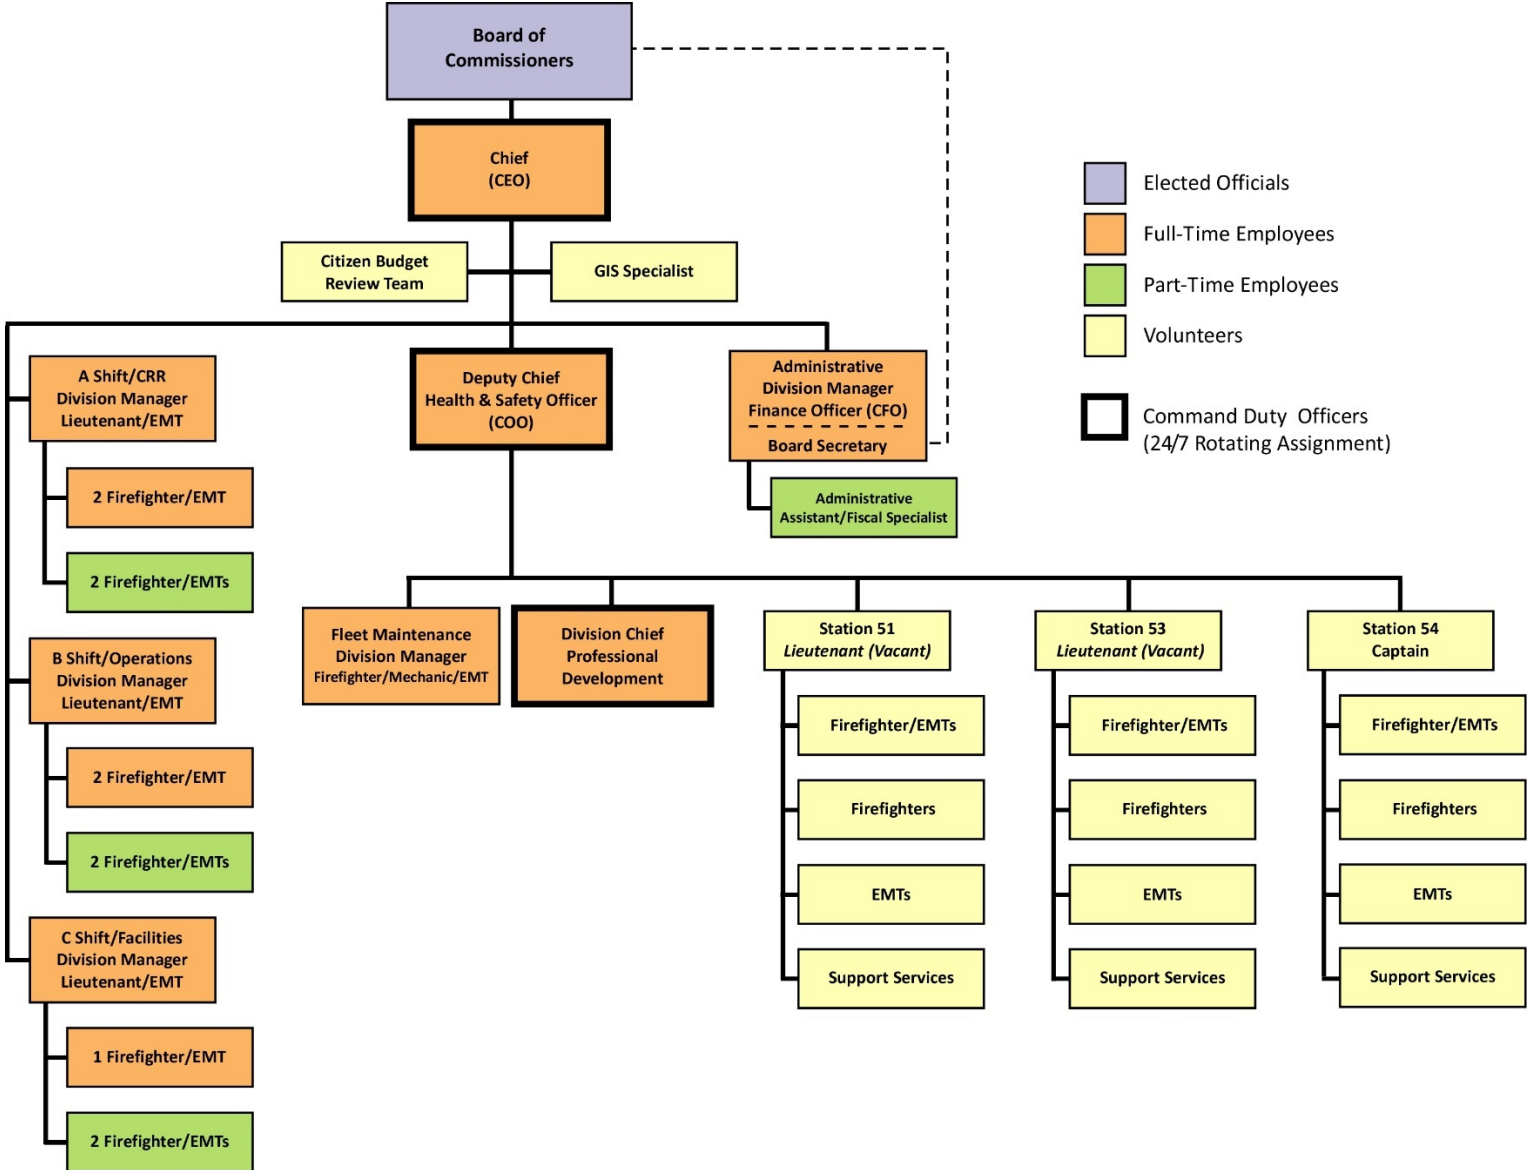 Board of
Commissioners
Chief
(CEO)
Citizen Budget
Review Team
GIS Specialist
Elected Officials
Full-Time Employees
Part-Time Employees
Volunteers
Command Duty Officers
(24/7 Rotating Assignment)
A Shift/CRR
Division Manager
Lieutenant/EMT
2 Firefighter/EMT
2 Firefighter/EMTs
B Shift/Operations
Division Manager
Lieutenant/EMT
2 Firefighter/EMT
2 Firefighter/EMTs
C Shift/Facilities
Division Manager
Lieutenant/EMT
1 Firefighter/EMT
2 Firefighter/EMTs
Deputy Chief
Health & Safety Officer
(COO)
Administrative
Division Manager
Finance Officer (CFO)
Board Secretary
Administrative
Assistant/Fiscal Specialist
Fleet Maintenance
Division Manager
Firefighter/Mechanic/EMT
Division Chief
Professional
Development
Station 51
Lieutenant (Vacant)
Firefighter/EMTs
Firefighters
EMTs
Support Services
Station 53
Lieutenant (Vacant)
Firefighter/EMTs
Firefighters
EMTs
Support Services
Station 54
Captain
Firefighter/EMTs
Firefighters
EMTs
Support Services